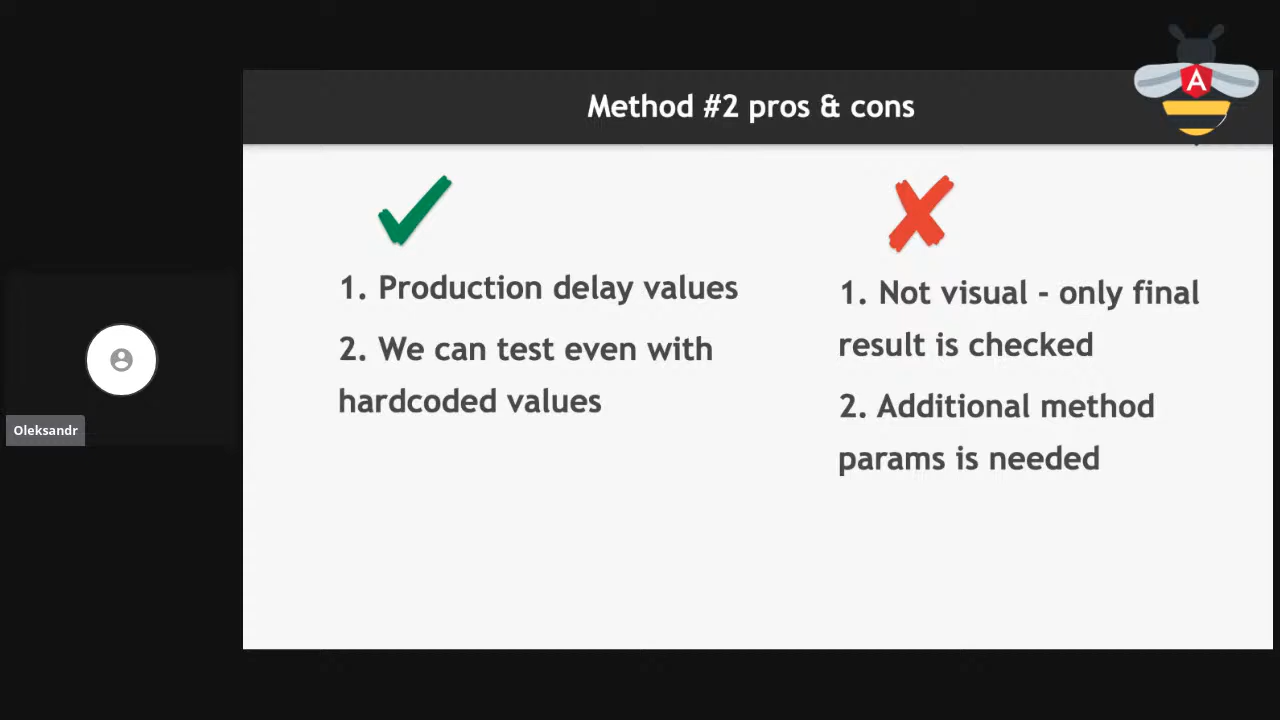 Method #2 pros & cons
A
1. Production delay values
2. We can test even with
hardcoded values
1. Not visual - only final
result is checked
2. Additional method
params is needed
Oleksandr